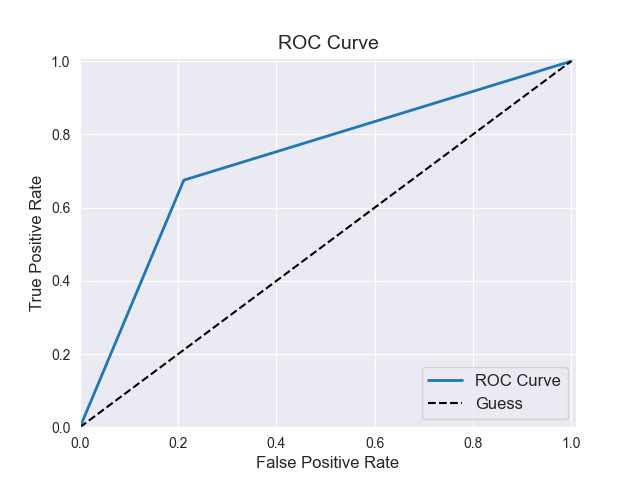 ROC Curve
True Positive Rate
1.0
0.8
0.6
0.4
0.2
0.0
0.0 0.2 0.4 0.6 0.8 1.0
False Positive Rate
ROC Curve
Guess